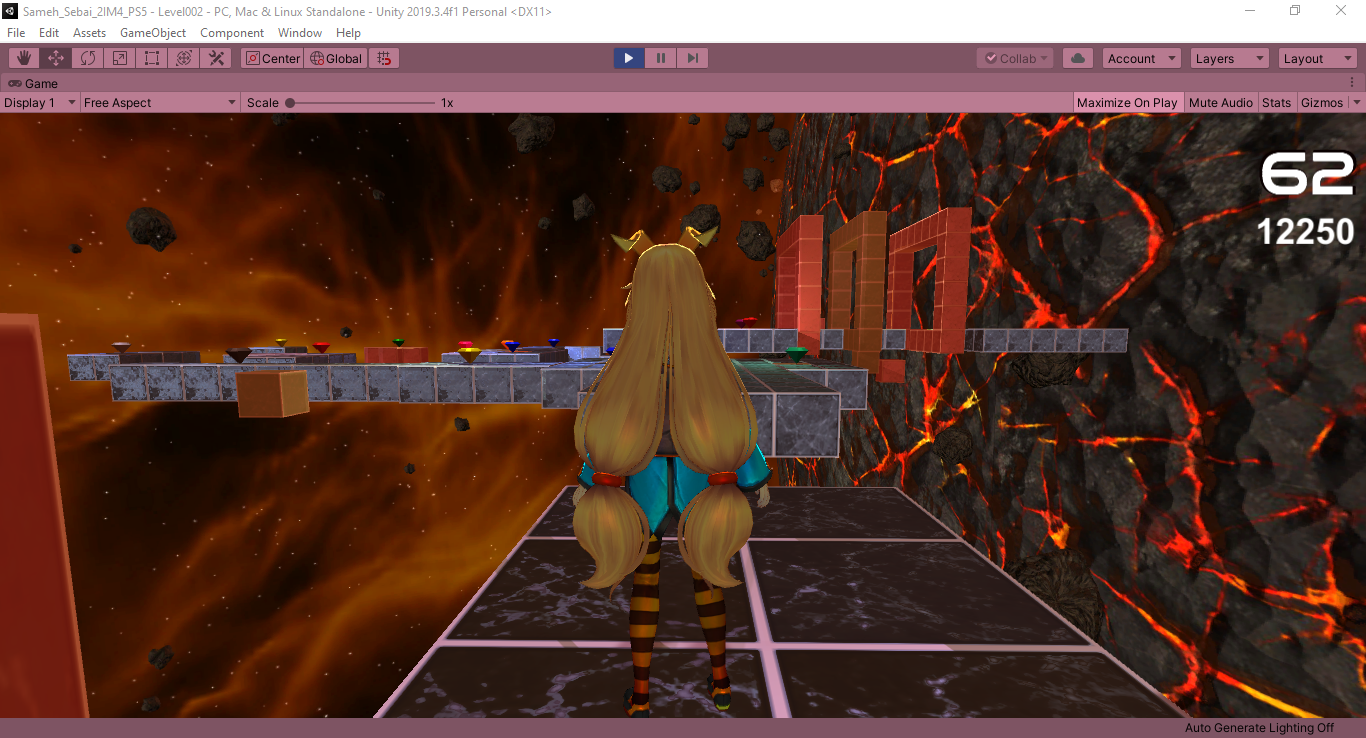 Sameh_Sebai_2IM4_PS5 - Level002 - PC, Mac & Linux Standalone - Unity 2019.3.4f1 Personal <DX11>
File Edit Assets GameObject Component Window Help
Center Global Collab Account Layers Layout
Game
Display 1 Free Aspect Scale 1x Maximize On Play Mute Audio Stats Gizmos
62
12250
Auto Generate Lighting Off